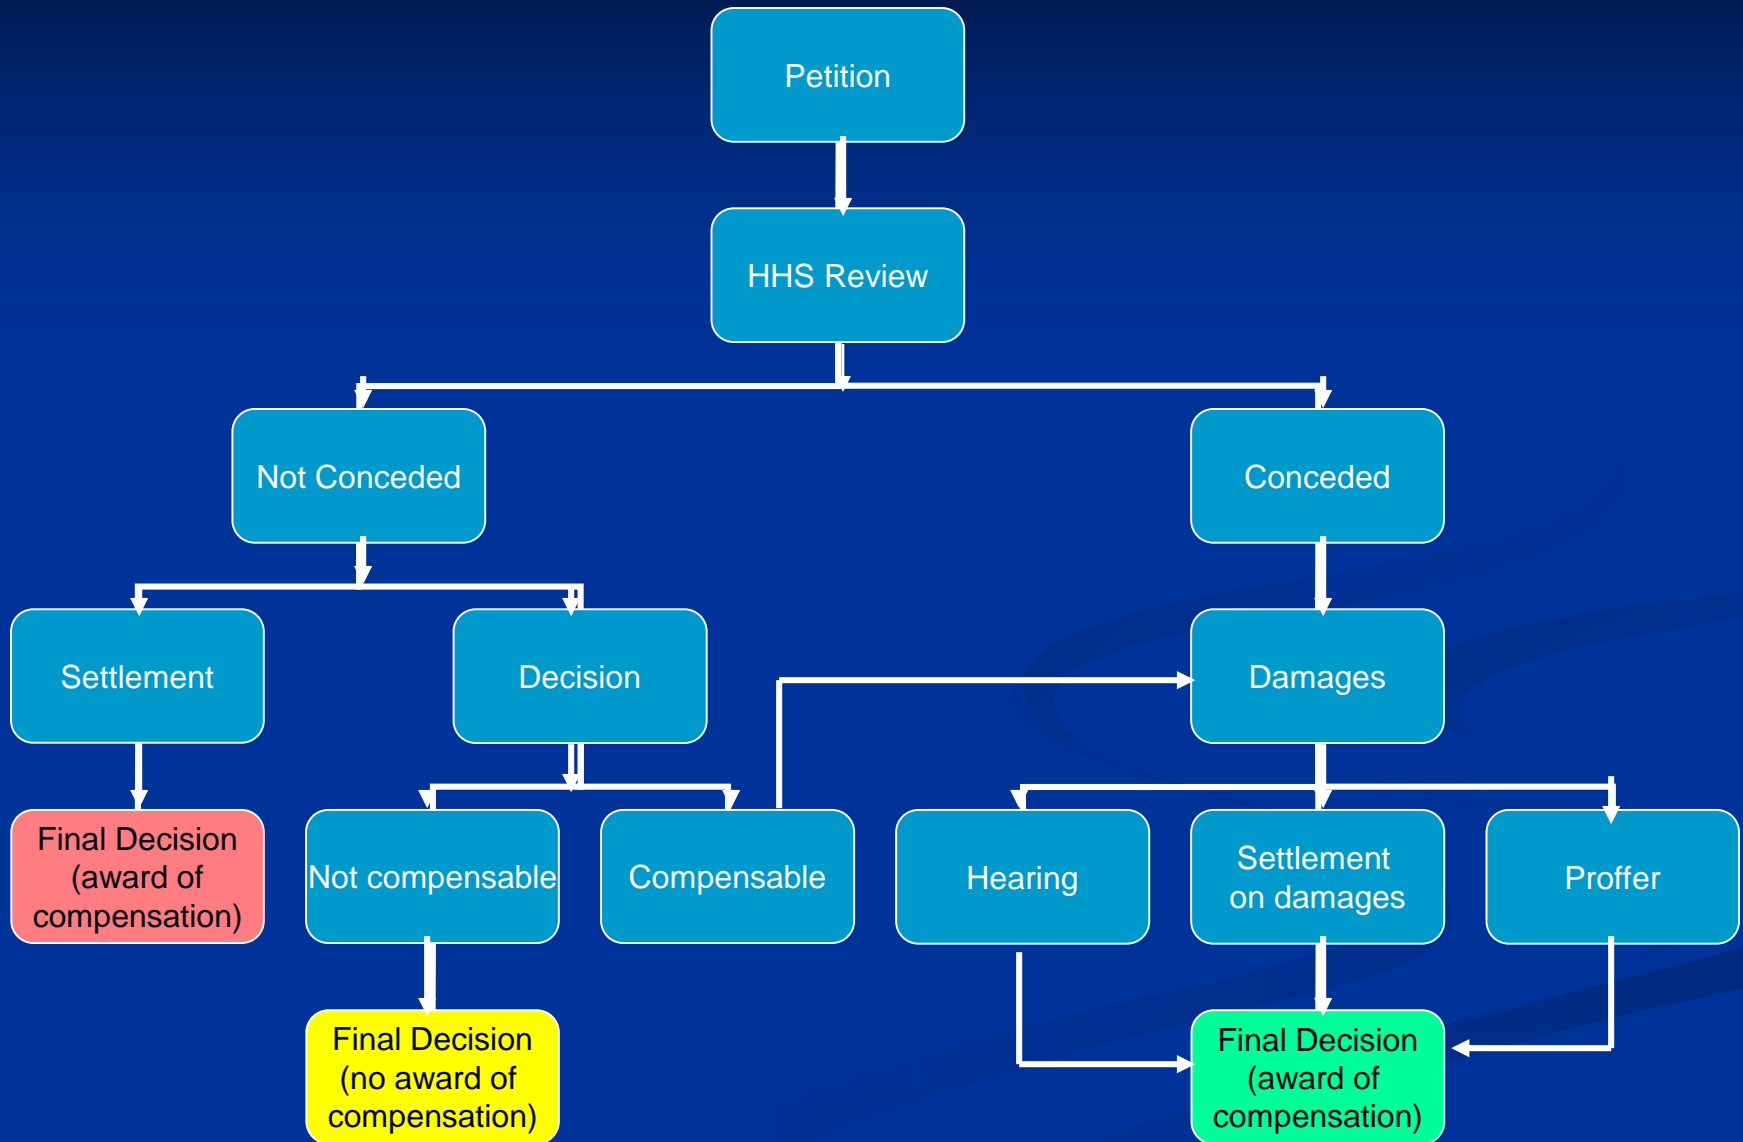 Petition
HHS Review
Not Conceded
Conceded
Settlement
Decision
Damages
Final Decision
(award of
compensation)
Not compensable
Compensable
Hearing
Settlement
on damages
Proffer
Final Decision
(no award of
compensation)
Final Decision
(award of
compensation)